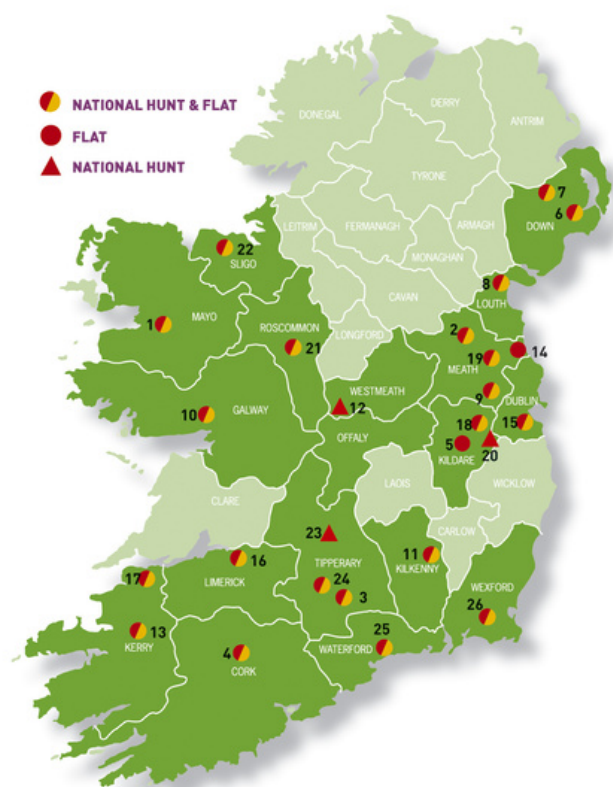 NATIONAL HUNT & FLAT
FLAT
NATIONAL HUNT
DONEGAL
DERRY
ANTRIM
TYRONE
7
6
DOWN
LEITRIM
FERMANAGH
ARMAGH
MONAGHAN
22
SLIGO
CAVAN
8
LOUTH
1
MAYO
ROSCOMMON
21
LONGFORD
2
19
MEATH
14
WESTMEATH
9
DUBLIN
10
GALWAY
12
OFFALY
18
15
5
KILDARE
20
CLARE
LAOIS
WICKLOW
23
CARLOW
16
TIPPERARY
11
KILKENNY
LIMERICK
17
24
3
WEXFORD
26
13
KERRY
4
CORK
25
WATERFORD